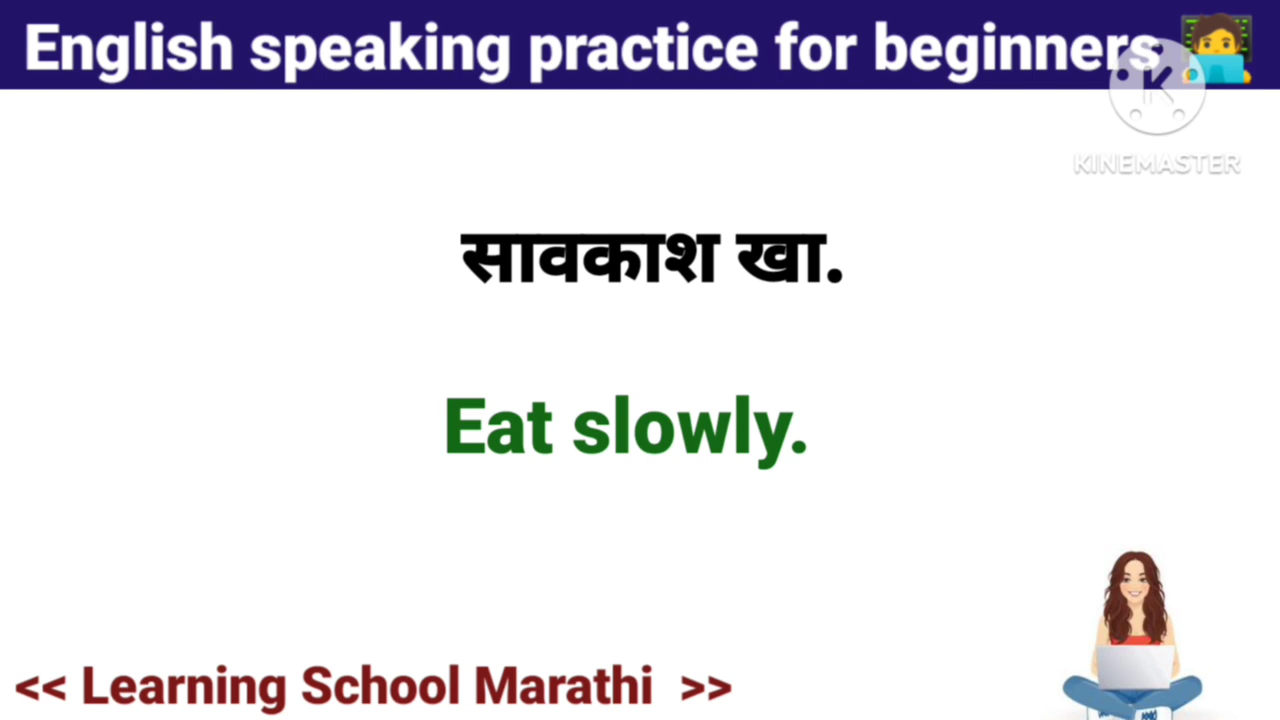 English speaking practice for beginners
KINEMASTER
सावकाश खा.
Eat slowly.
<< Learning School Marathi >>